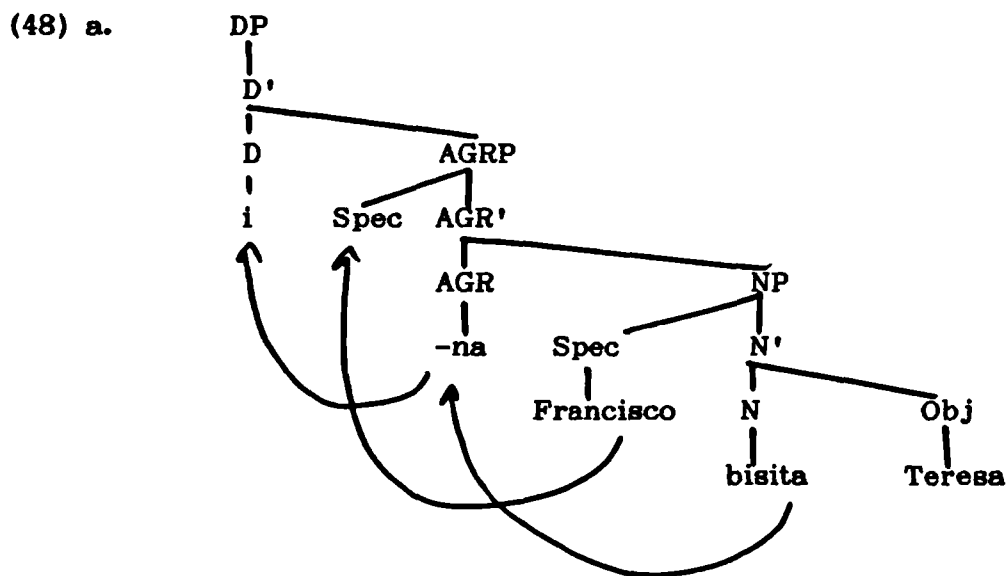 (48) a. DP
D'
D AGRP
i Spec AGR'
AGR NP
-na Spec N'
Francisco N Obj
bisita Teresa